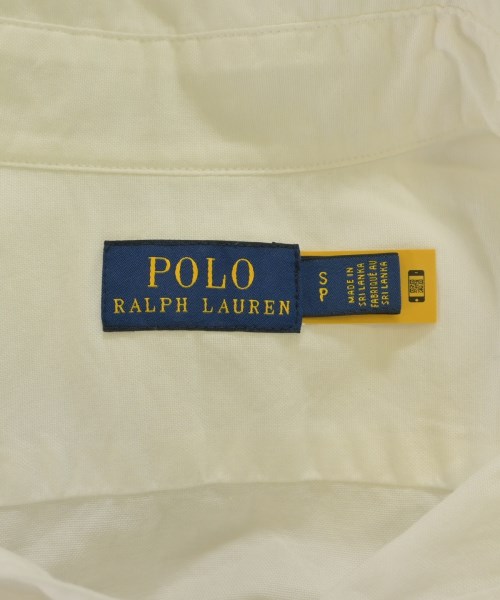 POLO
RALPH LAUREN
S
P
MADE IN
SRI LANKA
FABRIQUÉ AU
SRI LANKA